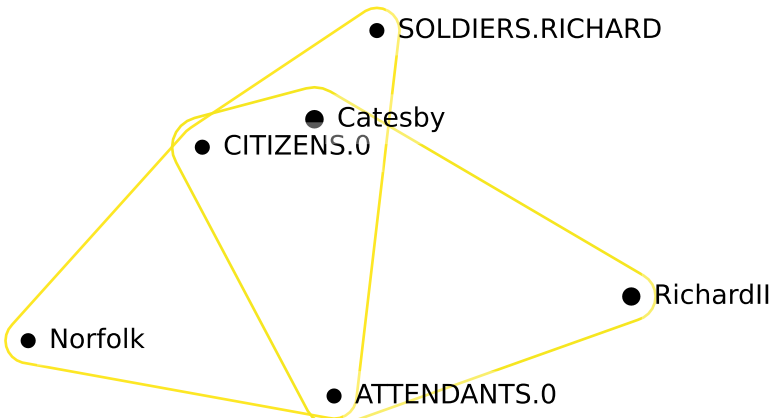 SOLDIERS.RICHARD
Catesby
CITIZENS.0
RichardII
Norfolk
ATTENDANTS.0